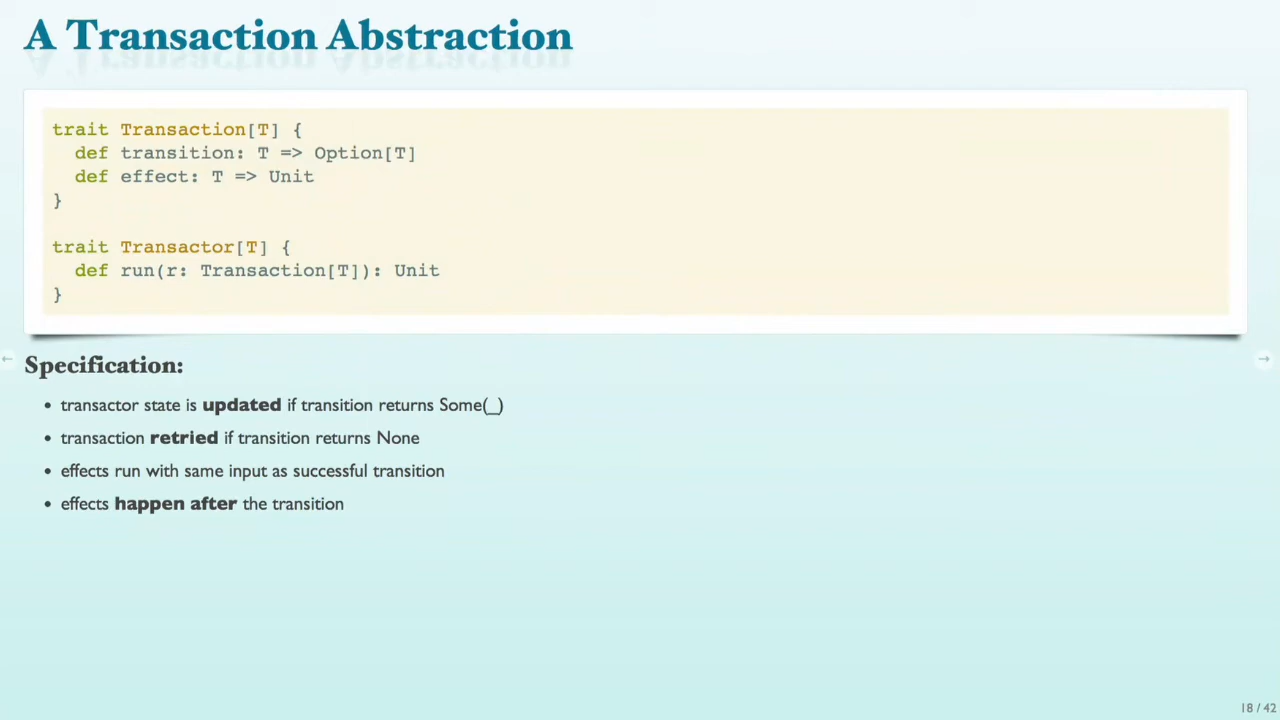 A Transaction Abstraction
trait Transaction[T] {
  def transition: T => Option[T]
  def effect: T => Unit
}
trait Transactor[T] {
  def run(r: Transaction[T]): Unit
}
←
→
Specification:
• transactor state is updated if transition returns Some(_)
• transaction retried if transition returns None
• effects run with same input as successful transition
• effects happen after the transition
18 / 42